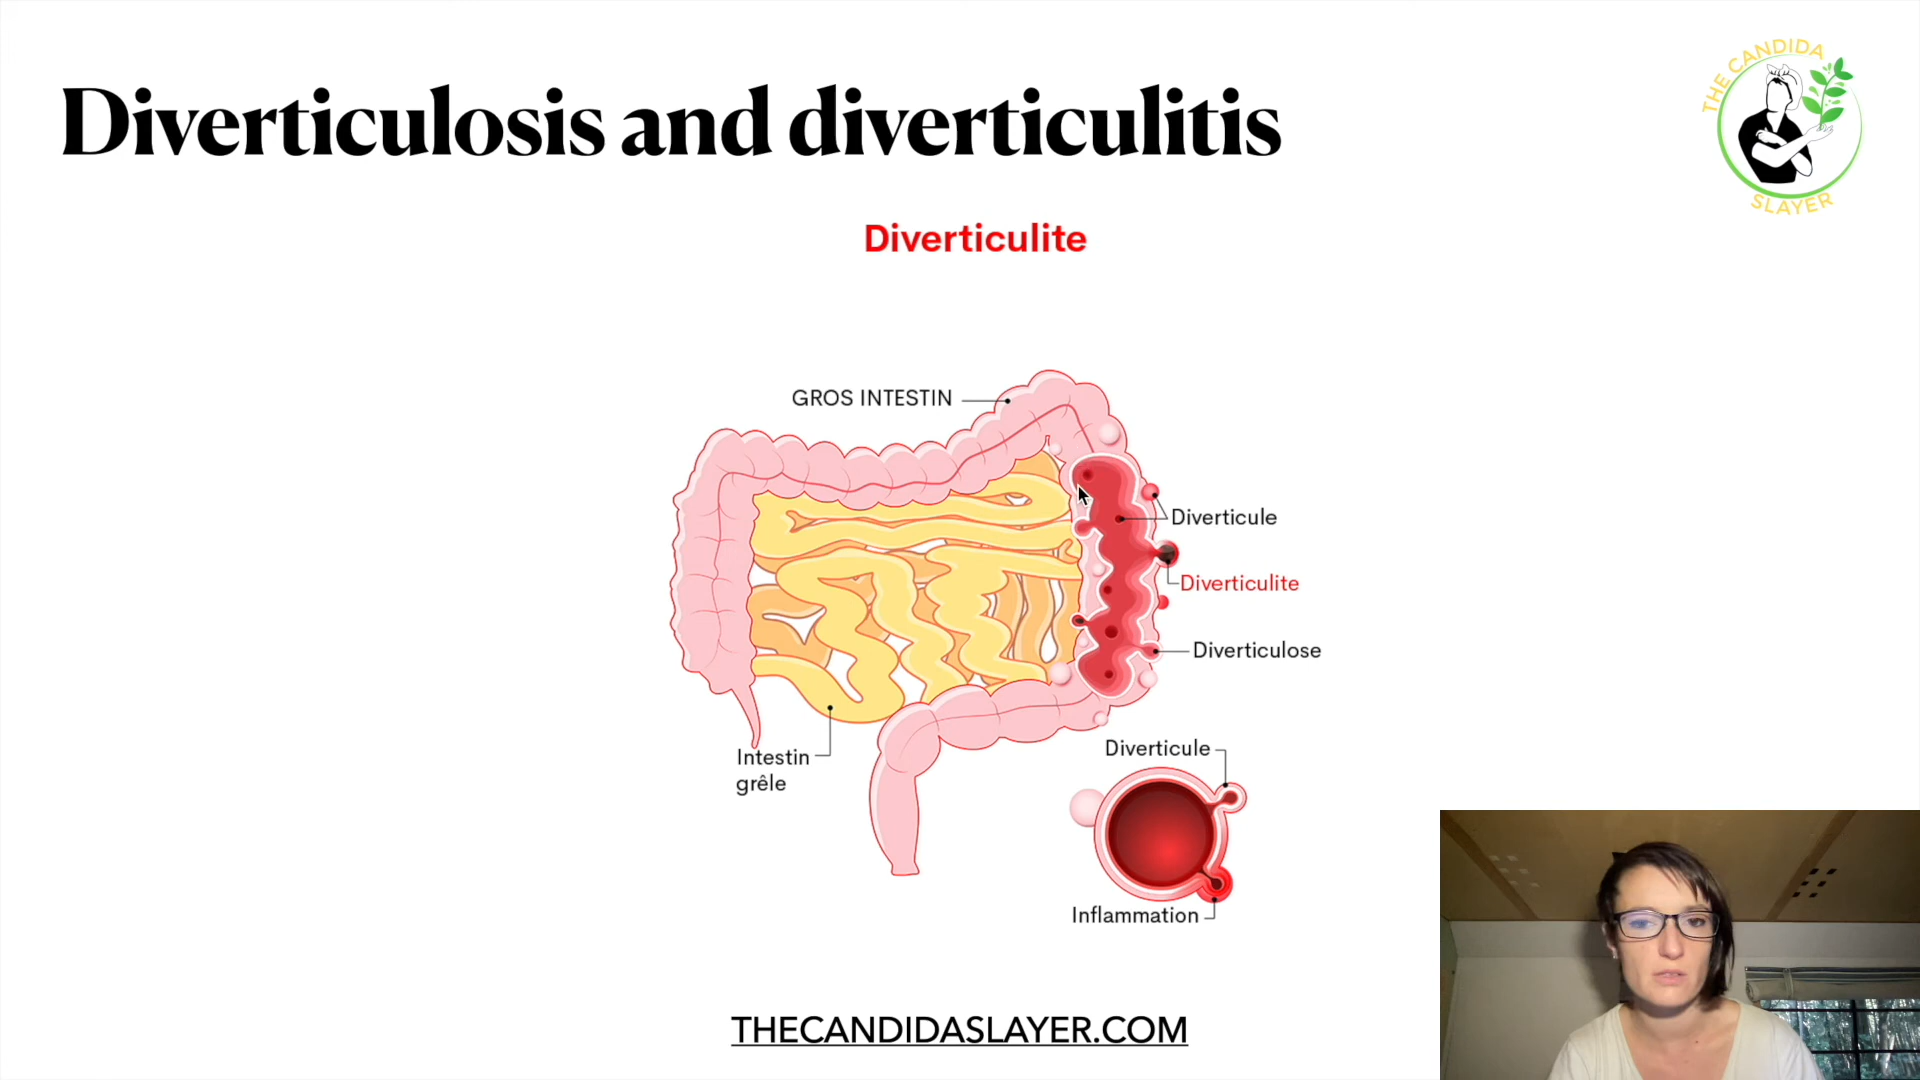 Diverticulosis and diverticulitis
THE CANDIDA
SLAYER
Diverticulite
GROS INTESTIN
Diverticule
Diverticulite
Diverticulose
Intestin
grêle
Diverticule
Inflammation
THECANDIDASLAYER.COM